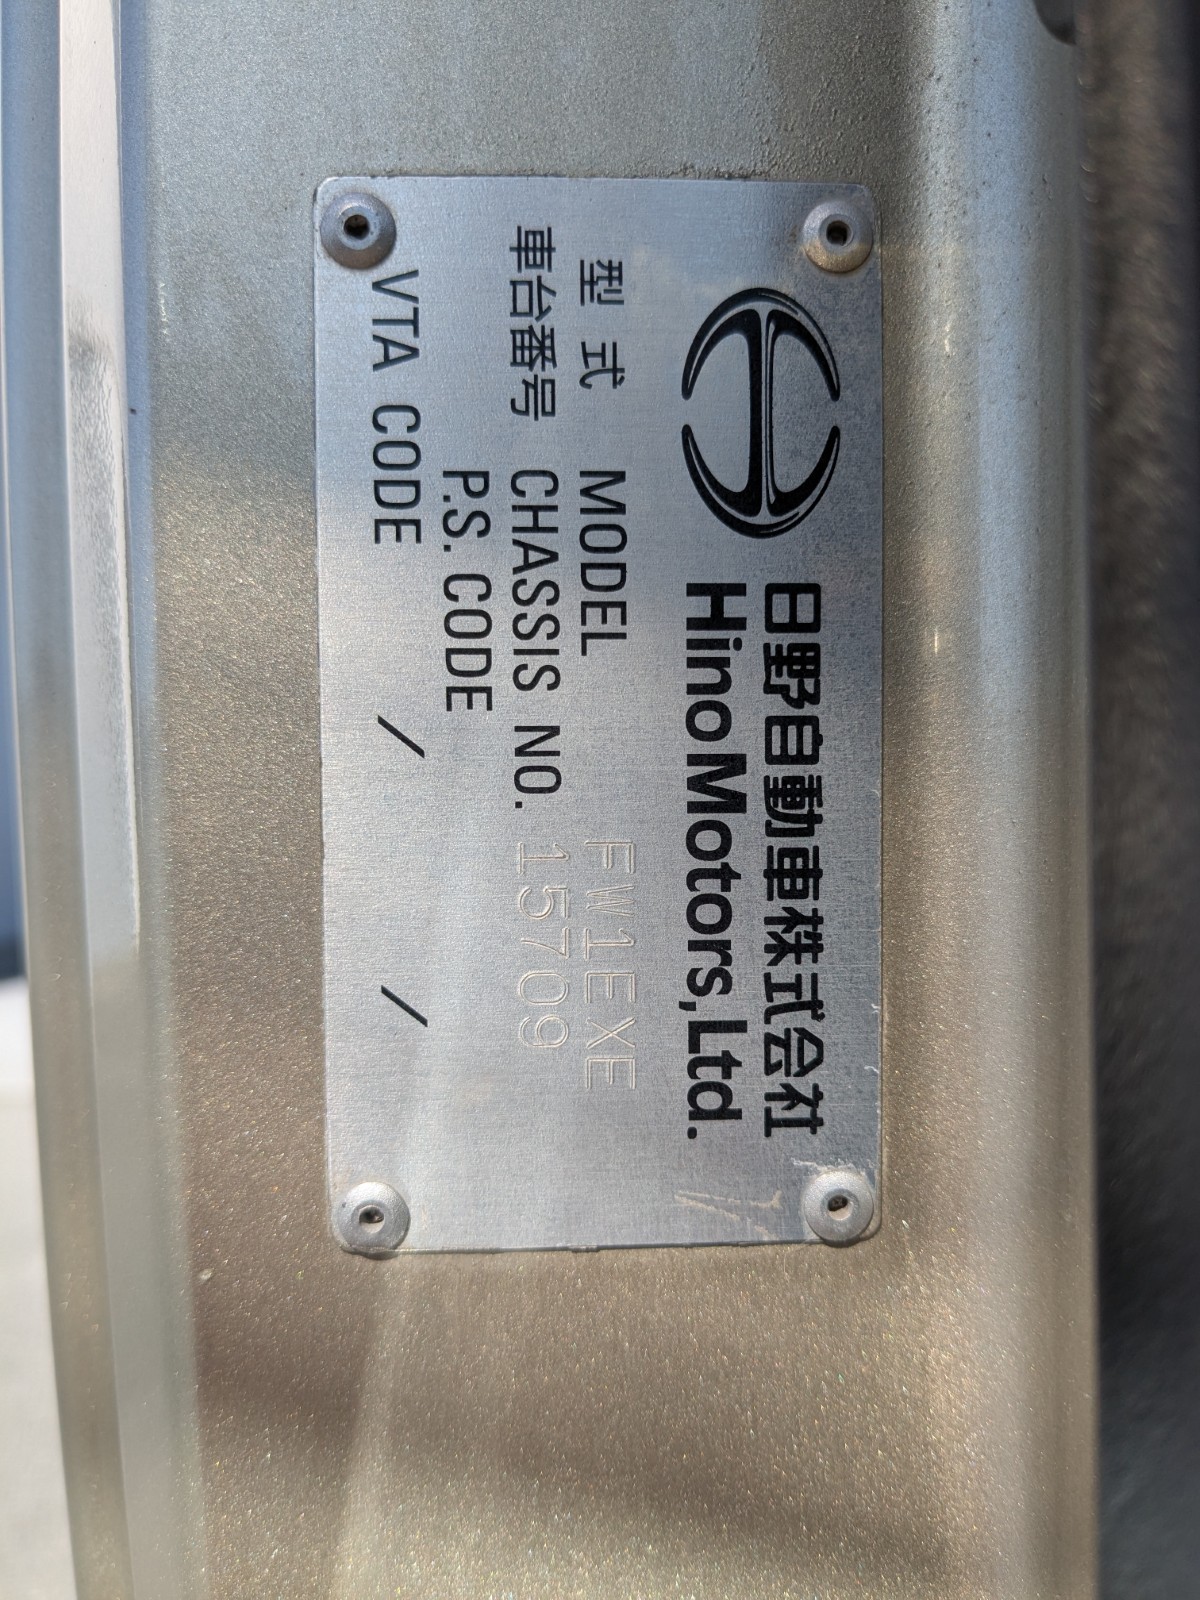 日野自動車株式会社
Hino Motors, Ltd.
型式 MODEL FW1EXE
車台番号 CHASSIS NO. 15709
P.S. CODE
VTA CODE / /